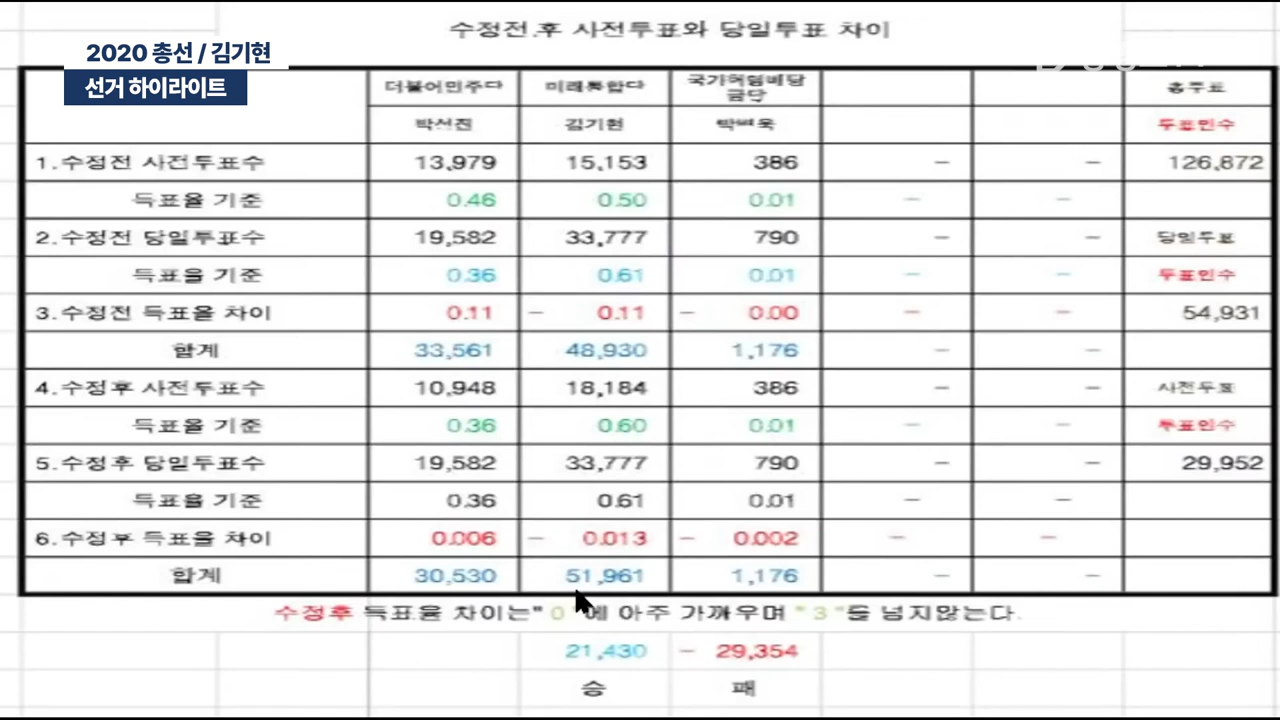 수정전.후 사전투표와 당일투표 차이
2020 총선 / 김기현
선거 하이라이트
더불어민주다 미래통합다 국가혁명배당금당 총투표
박선진 김기현 박병욱 투표인수
1.수정전 사전투표수 13,979 15,153 386 - - 126,872
득표율 기준 0.46 0.50 0.01 - -
2.수정전 당일투표수 19,582 33,777 790 - - 당일투표
득표율 기준 0.36 0.61 0.01 - - 투표인수
3.수정전 득표율 차이 0.11 - 0.11 - 0.00 - - 54,931
합계 33,561 48,930 1,176 - -
4.수정후 사전투표수 10,948 18,184 386 - - 사전투표
득표율 기준 0.36 0.60 0.01 - - 투표인수
5.수정후 당일투표수 19,582 33,777 790 - - 29,952
득표율 기준 0.36 0.61 0.01 - -
6.수정후 득표율 차이 0.006 - 0.013 - 0.002 - -
합계 30,530 51,961 1,176 - -
수정후 득표율 차이는" 0 "에 아주 가까우며 " 3 "를 넘지않는다.
21,430 - 29,354
승 패